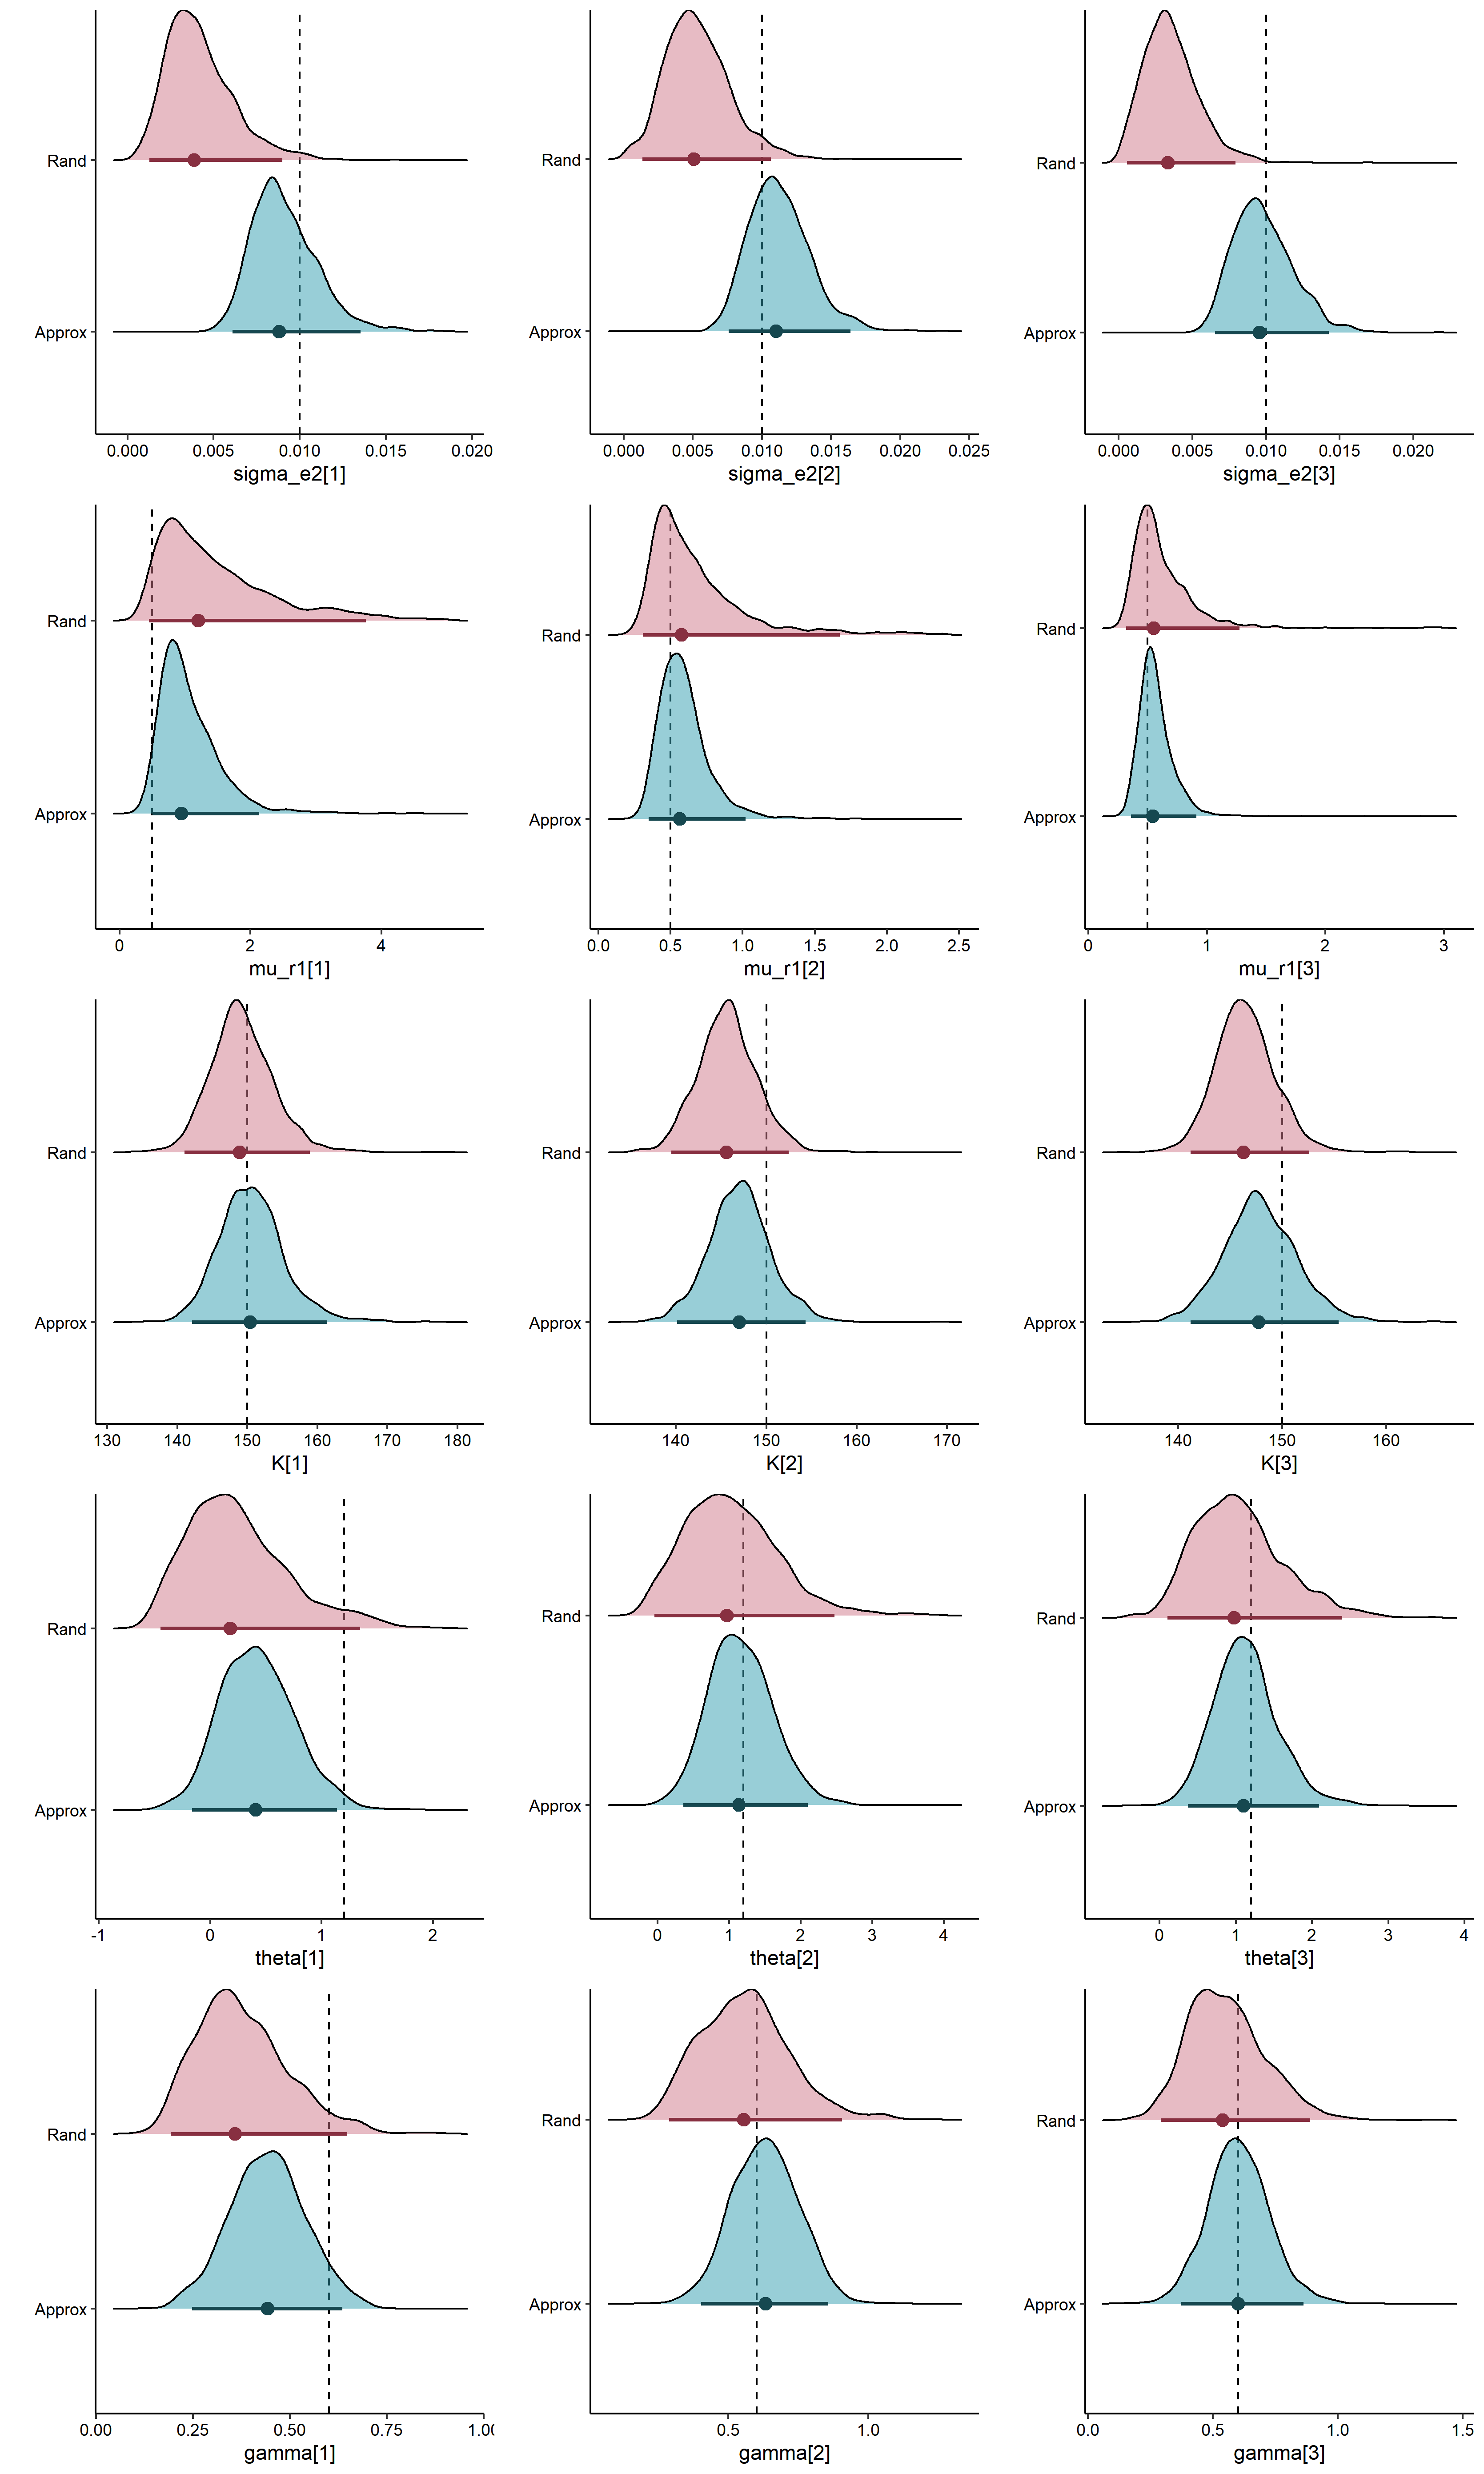 Rand Rand Rand
Approx Approx Approx
0.000 0.005 0.010 0.015 0.020 0.000 0.005 0.010 0.015 0.020 0.025 0.000 0.005 0.010 0.015 0.020
sigma_e2[1] sigma_e2[2] sigma_e2[3]
Rand Rand Rand
Approx Approx Approx
0 2 4 0.0 0.5 1.0 1.5 2.0 2.5 0 1 2 3
mu_r1[1] mu_r1[2] mu_r1[3]
Rand Rand Rand
Approx Approx Approx
130 140 150 160 170 180 140 150 160 170 140 150 160
K[1] K[2] K[3]
Rand Rand Rand
Approx Approx Approx
-1 0 1 2 0 1 2 3 4 0 1 2 3 4
theta[1] theta[2] theta[3]
Rand Rand Rand
Approx Approx Approx
0.00 0.25 0.50 0.75 1.00 0.5 1.0 0.0 0.5 1.0 1.5
gamma[1] gamma[2] gamma[3]